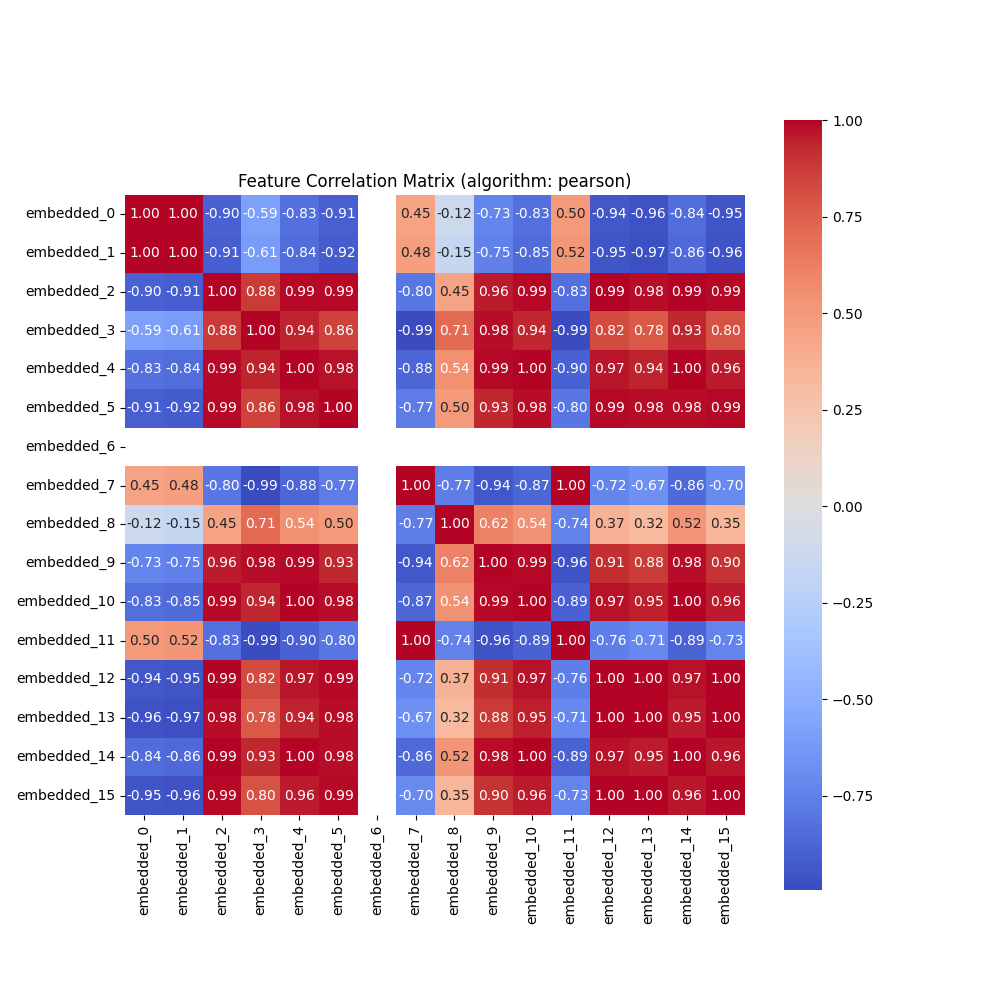 Feature Correlation Matrix (algorithm: pearson)
embedded_0 1.00 1.00 -0.90 -0.59 -0.83 -0.91 0.45 -0.12 -0.73 -0.83 0.50 -0.94 -0.96 -0.84 -0.95
embedded_1 1.00 1.00 -0.91 -0.61 -0.84 -0.92 0.48 -0.15 -0.75 -0.85 0.52 -0.95 -0.97 -0.86 -0.96
embedded_2 -0.90 -0.91 1.00 0.88 0.99 0.99 -0.80 0.45 0.96 0.99 -0.83 0.99 0.98 0.99 0.99
embedded_3 -0.59 -0.61 0.88 1.00 0.94 0.86 -0.99 0.71 0.98 0.94 -0.99 0.82 0.78 0.93 0.80
embedded_4 -0.83 -0.84 0.99 0.94 1.00 0.98 -0.88 0.54 0.99 1.00 -0.90 0.97 0.94 1.00 0.96
embedded_5 -0.91 -0.92 0.99 0.86 0.98 1.00 -0.77 0.50 0.93 0.98 -0.80 0.99 0.98 0.98 0.99
embedded_6
embedded_7 0.45 0.48 -0.80 -0.99 -0.88 -0.77 1.00 -0.77 -0.94 -0.87 1.00 -0.72 -0.67 -0.86 -0.70
embedded_8 -0.12 -0.15 0.45 0.71 0.54 0.50 -0.77 1.00 0.62 0.54 -0.74 0.37 0.32 0.52 0.35
embedded_9 -0.73 -0.75 0.96 0.98 0.99 0.93 -0.94 0.62 1.00 0.99 -0.96 0.91 0.88 0.98 0.90
embedded_10 -0.83 -0.85 0.99 0.94 1.00 0.98 -0.87 0.54 0.99 1.00 -0.89 0.97 0.95 1.00 0.96
embedded_11 0.50 0.52 -0.83 -0.99 -0.90 -0.80 1.00 -0.74 -0.96 -0.89 1.00 -0.76 -0.71 -0.89 -0.73
embedded_12 -0.94 -0.95 0.99 0.82 0.97 0.99 -0.72 0.37 0.91 0.97 -0.76 1.00 1.00 0.97 1.00
embedded_13 -0.96 -0.97 0.98 0.78 0.94 0.98 -0.67 0.32 0.88 0.95 -0.71 1.00 1.00 0.95 1.00
embedded_14 -0.84 -0.86 0.99 0.93 1.00 0.98 -0.86 0.52 0.98 1.00 -0.89 0.97 0.95 1.00 0.96
embedded_15 -0.95 -0.96 0.99 0.80 0.96 0.99 -0.70 0.35 0.90 0.96 -0.73 1.00 1.00 0.96 1.00
embedded_0
embedded_1
embedded_2
embedded_3
embedded_4
embedded_5
embedded_6
embedded_7
embedded_8
embedded_9
embedded_10
embedded_11
embedded_12
embedded_13
embedded_14
embedded_15
1.00
0.75
0.50
0.25
0.00
−0.25
−0.50
−0.75